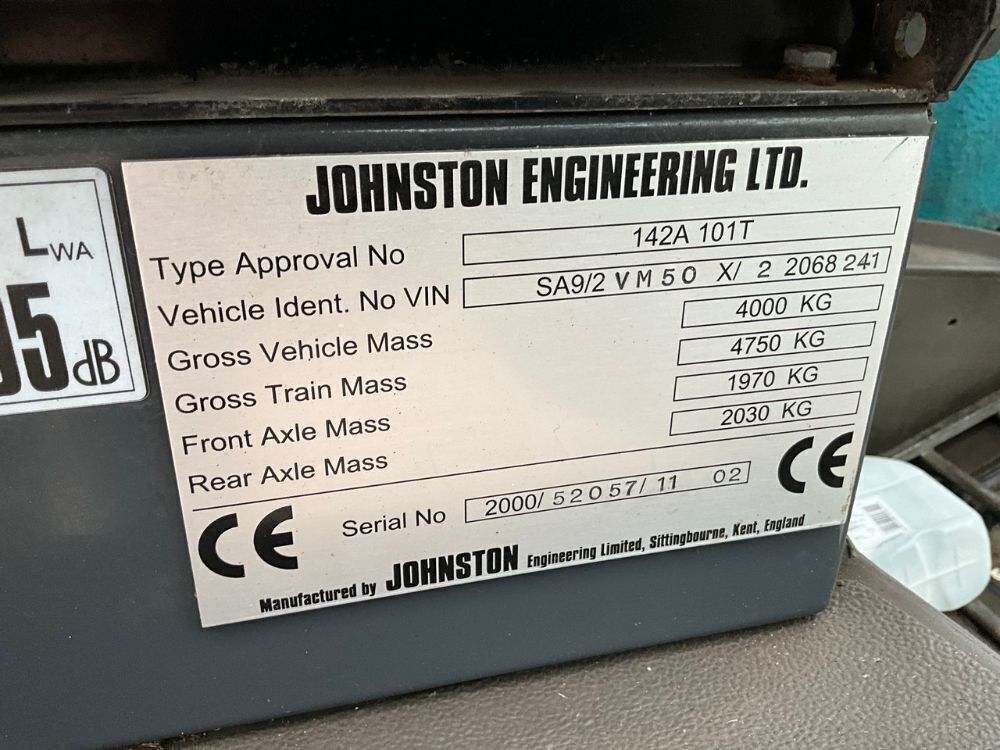 LWA
05 dB
JOHNSTON ENGINEERING LTD.
Type Approval No 142A 101T
Vehicle Ident. No VIN SA9/2 VM50 X/ 2 2068 241
Gross Vehicle Mass 4000 KG
Gross Train Mass 4750 KG
Front Axle Mass 1970 KG
Rear Axle Mass 2030 KG
CE Serial No 2000/ 52057/ 11 02 CE
Manufactured by JOHNSTON Engineering Limited, Sittingbourne, Kent, England